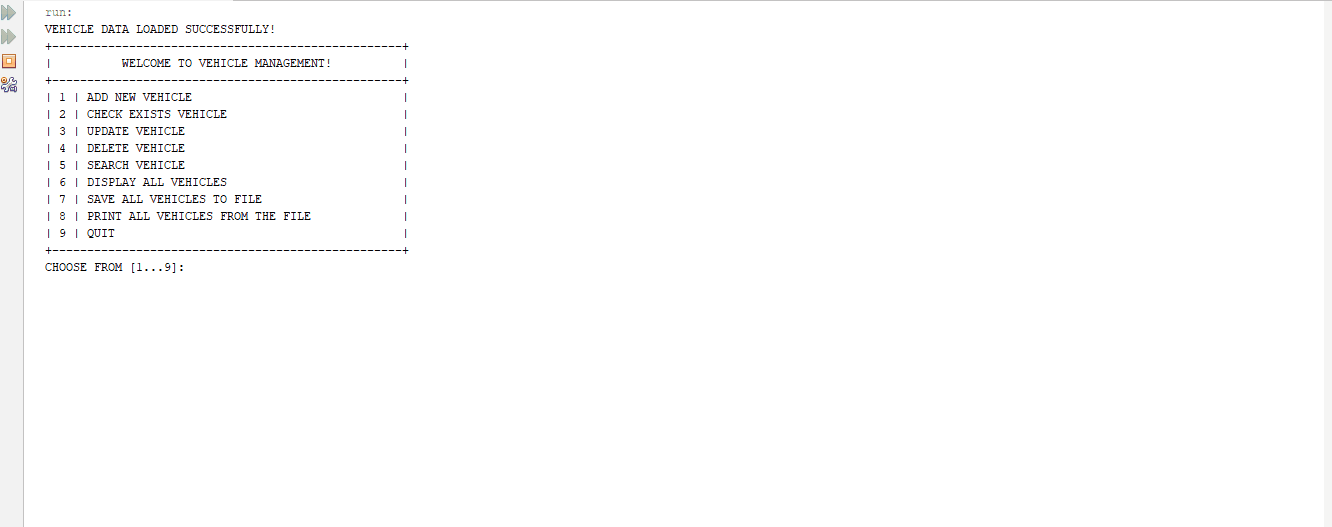 run:
VEHICLE DATA LOADED SUCCESSFULLY!
+--------------------------------------------------+
|          WELCOME TO VEHICLE MANAGEMENT!          |
+--------------------------------------------------+
| 1 | ADD NEW VEHICLE                              |
| 2 | CHECK EXISTS VEHICLE                         |
| 3 | UPDATE VEHICLE                               |
| 4 | DELETE VEHICLE                               |
| 5 | SEARCH VEHICLE                               |
| 6 | DISPLAY ALL VEHICLES                         |
| 7 | SAVE ALL VEHICLES TO FILE                    |
| 8 | PRINT ALL VEHICLES FROM THE FILE             |
| 9 | QUIT                                         |
+--------------------------------------------------+
CHOOSE FROM [1...9]: